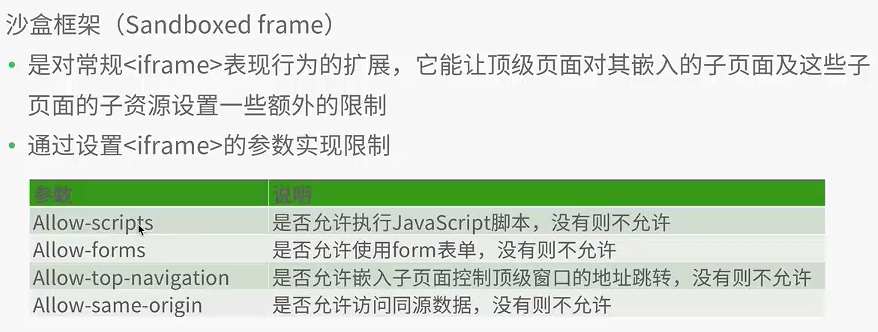 沙盒框架（Sandboxed frame）
• 是对常规<iframe>表现行为的扩展，它能让顶级页面对其嵌入的子页面及这些子
页面的子资源设置一些额外的限制
• 通过设置<iframe>的参数实现限制
参数 说明
Allow-scripts 是否允许执行JavaScript脚本，没有则不允许
Allow-forms 是否允许使用form表单，没有则不允许
Allow-top-navigation 是否允许嵌入子页面控制顶级窗口的地址跳转，没有则不允许
Allow-same-origin 是否允许访问同源数据，没有则不允许